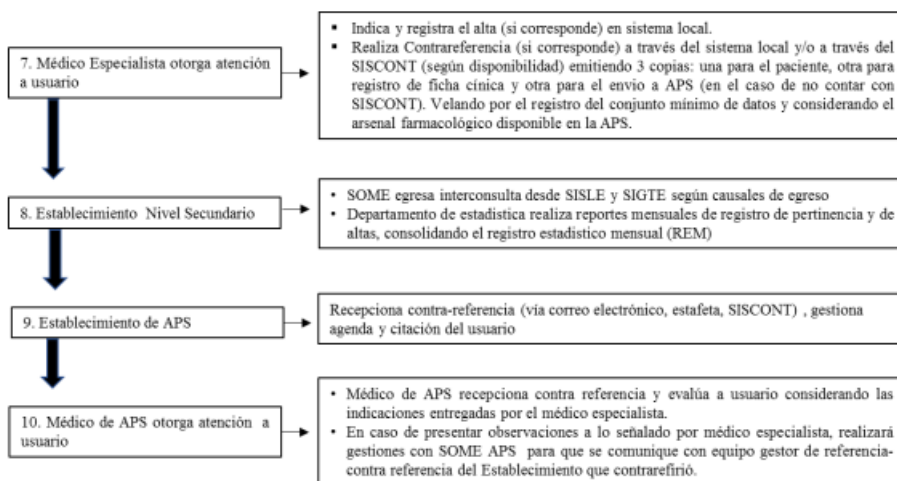 7. Médico Especialista otorga atención
a usuario
▪ Indica y registra el alta (si corresponde) en sistema local.
▪ Realiza Contrareferencia (si corresponde) a través del sistema local y/o a través del
SISCONT (según disponibilidad) emitiendo 3 copias: una para el paciente, otra para
registro de ficha cínica y otra para el envio a APS (en el caso de no contar con
SISCONT). Velando por el registro del conjunto mínimo de datos y considerando el
arsenal farmacológico disponible en la APS.
8. Establecimiento Nivel Secundario
• SOME egresa interconsulta desde SISLE y SIGTE según causales de egreso
• Departamento de estadistica realiza reportes mensuales de registro de pertinencia y de
altas, consolidando el registro estadístico mensual (REM)
9. Establecimiento de APS
Recepciona contra-referencia (vía correo electrónico, estafeta, SISCONT) , gestiona
agenda y citación del usuario
10. Médico de APS otorga atención a
usuario
• Médico de APS recepciona contra referencia y evalúa a usuario considerando las
indicaciones entregadas por el médico especialista.
• En caso de presentar observaciones a lo señalado por médico especialista, realizará
gestiones con SOME APS para que se comunique con equipo gestor de referencia-
contra referencia del Establecimiento que contrarefirió.